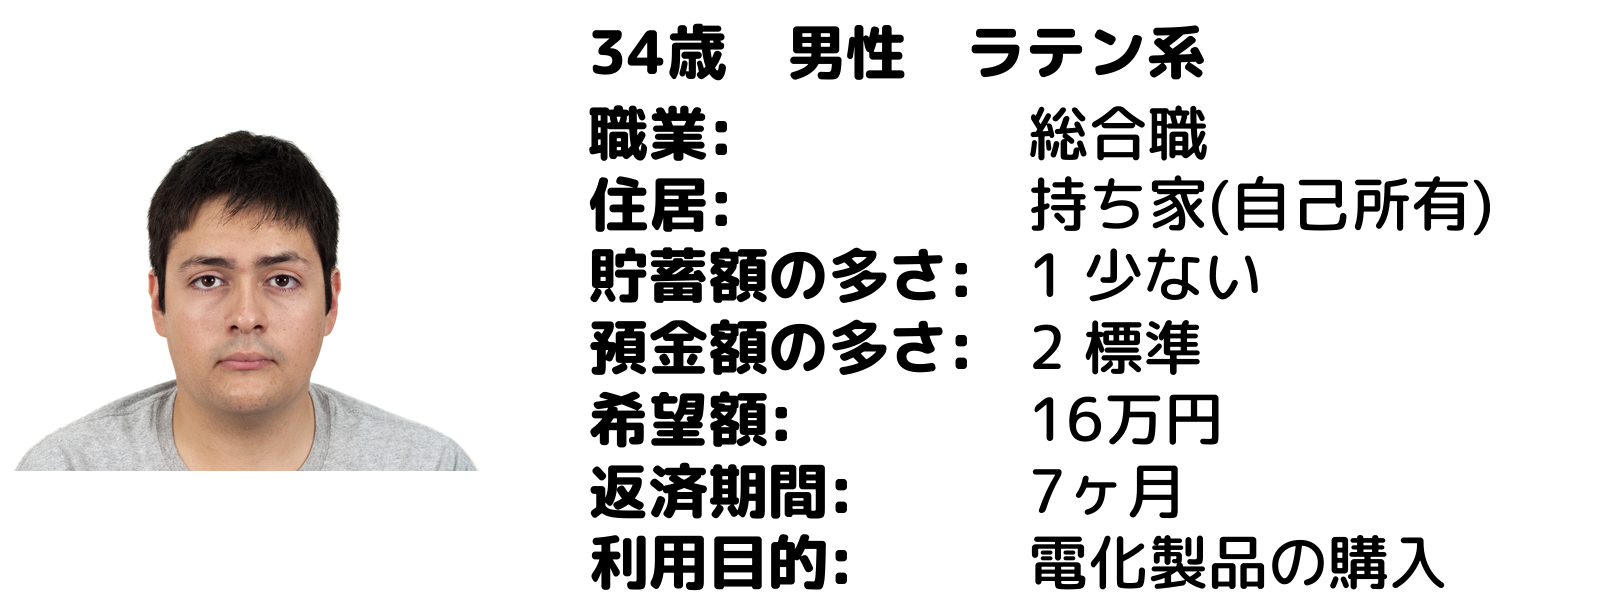 34歳　男性　ラテン系
職業: 総合職
住居: 持ち家(自己所有)
貯蓄額の多さ: 1 少ない
預金額の多さ: 2 標準
希望額: 16万円
返済期間: 7ヶ月
利用目的: 電化製品の購入